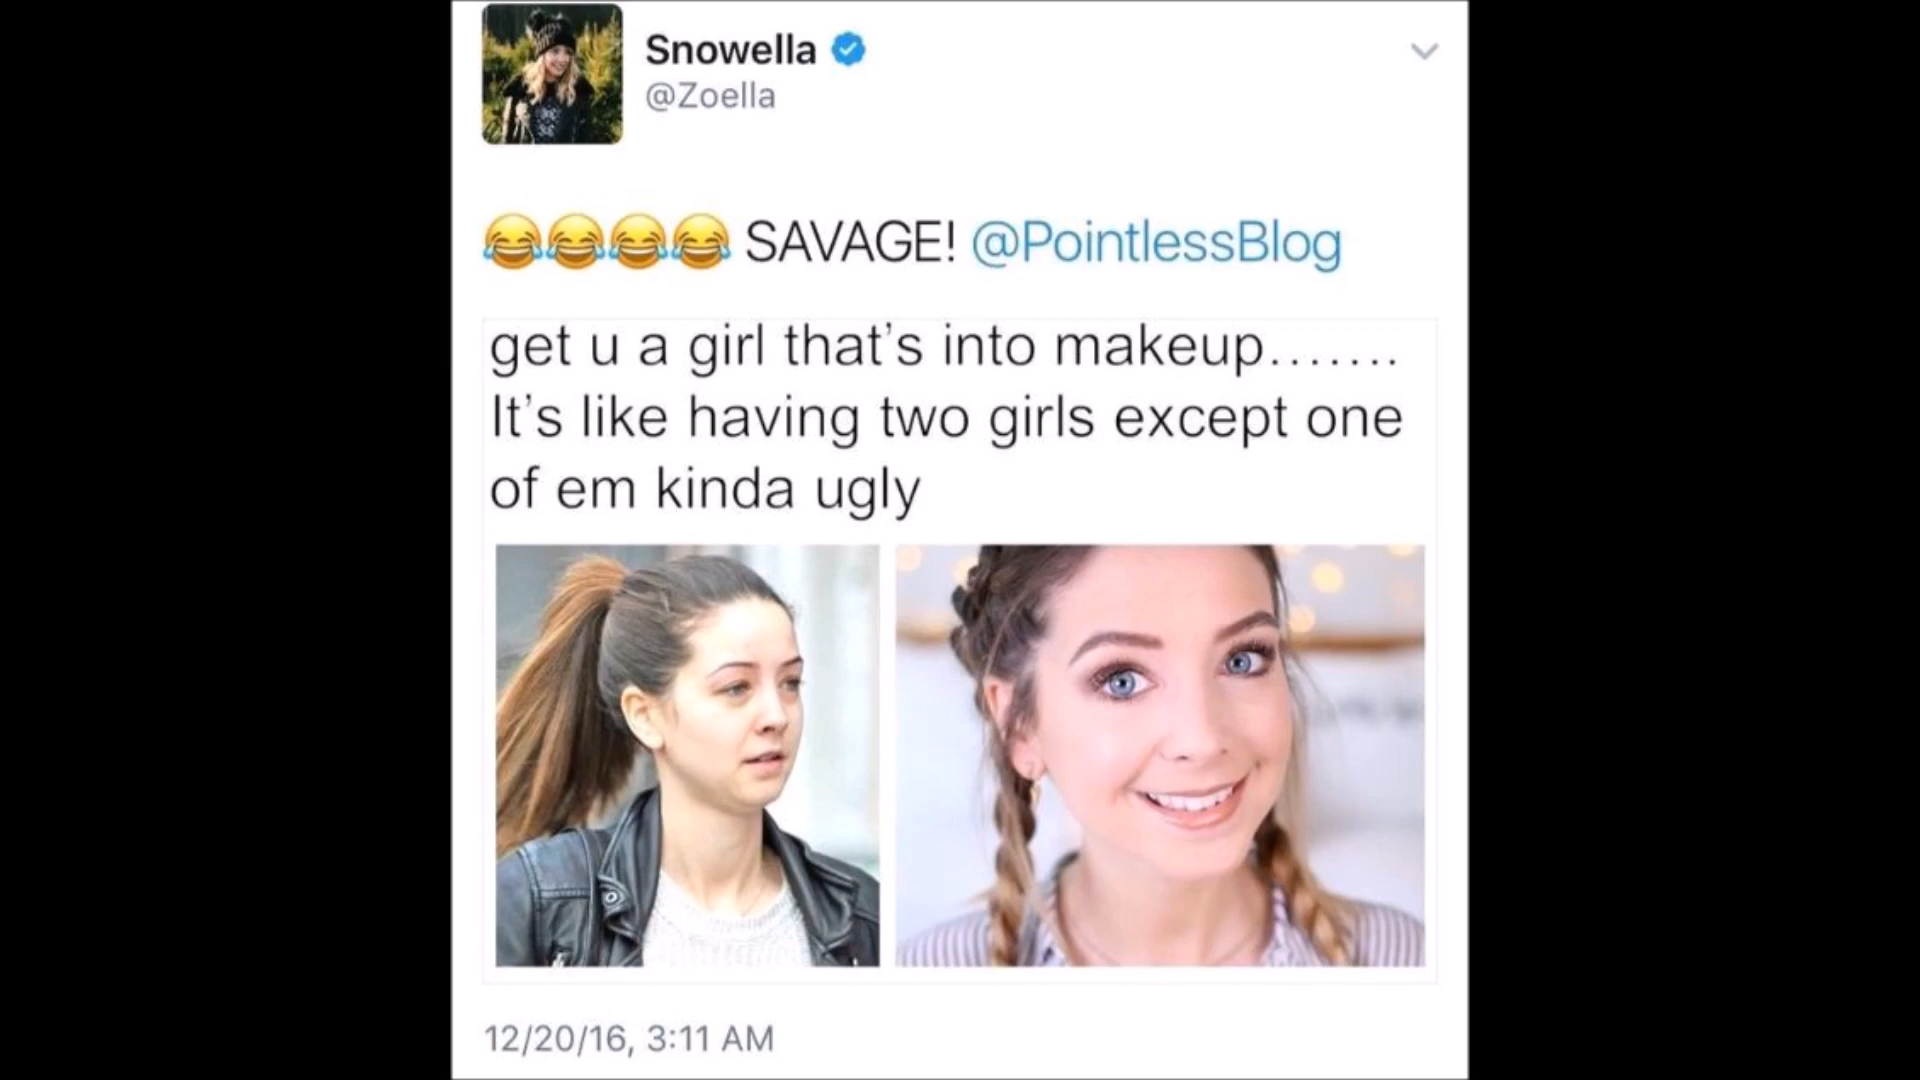 Snowella
@Zoella
😂😂😂😂 SAVAGE! @PointlessBlog
get u a girl that's into makeup.......
It's like having two girls except one
of em kinda ugly
12/20/16, 3:11 AM